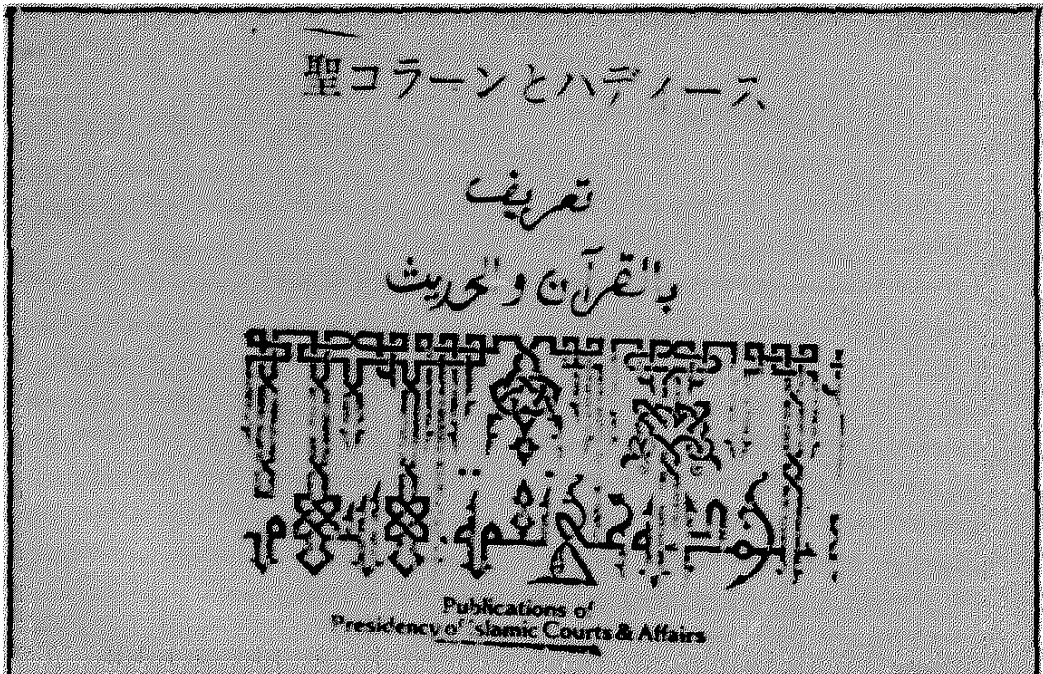 聖コラーンとハディース
تعريف
بالقرآن والحديث
Publications of
Presidency of Islamic Courts & Affairs